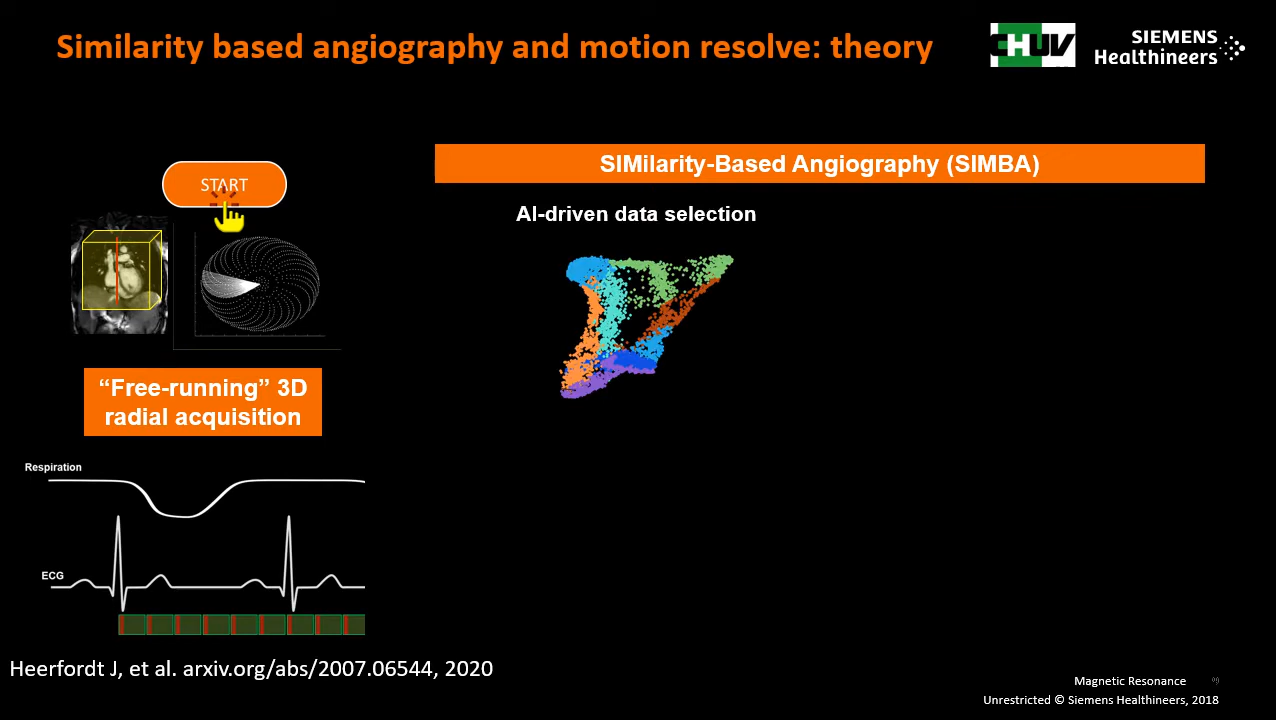 Similarity based angiography and motion resolve: theory
CHUV
SIEMENS
Healthineers
SIMilarity-Based Angiography (SIMBA)
START
AI-driven data selection
“Free-running” 3D
radial acquisition
Respiration
ECG
Heerfordt J, et al. arxiv.org/abs/2007.06544, 2020
Magnetic Resonance
Unrestricted © Siemens Healthineers, 2018